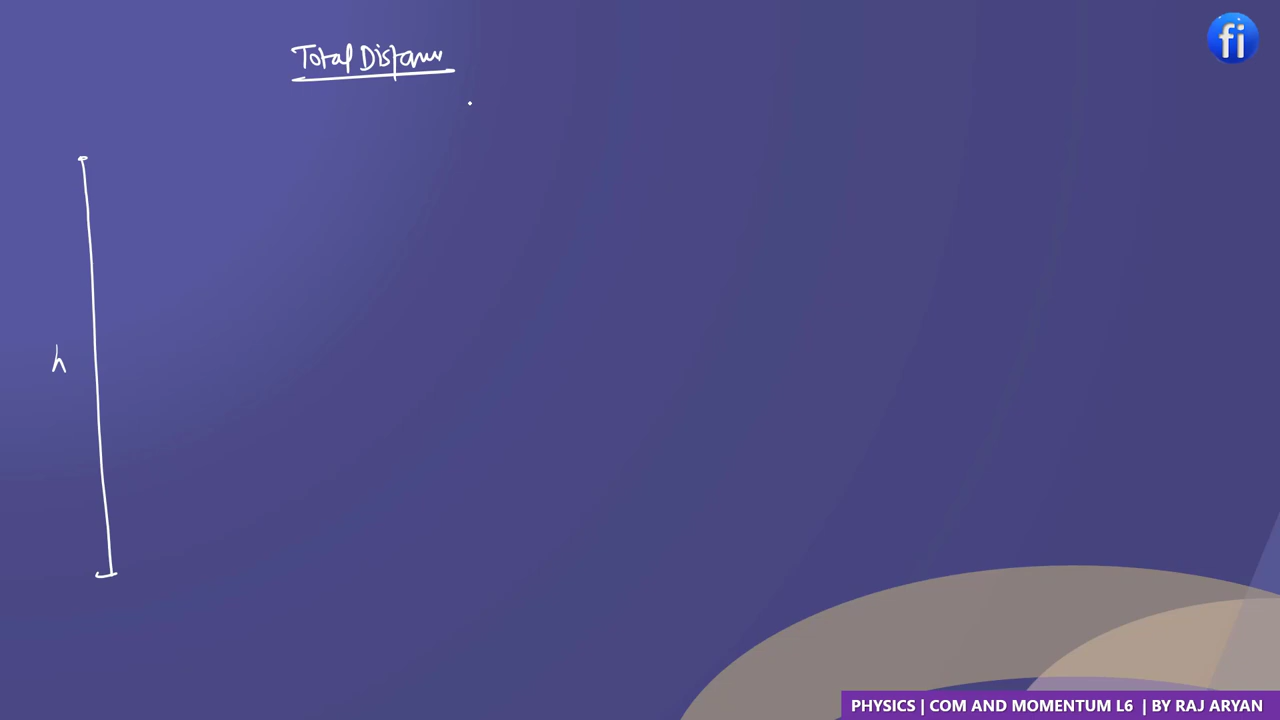 fi
Total Distance
h
PHYSICS | COM AND MOMENTUM L6 | BY RAJ ARYAN